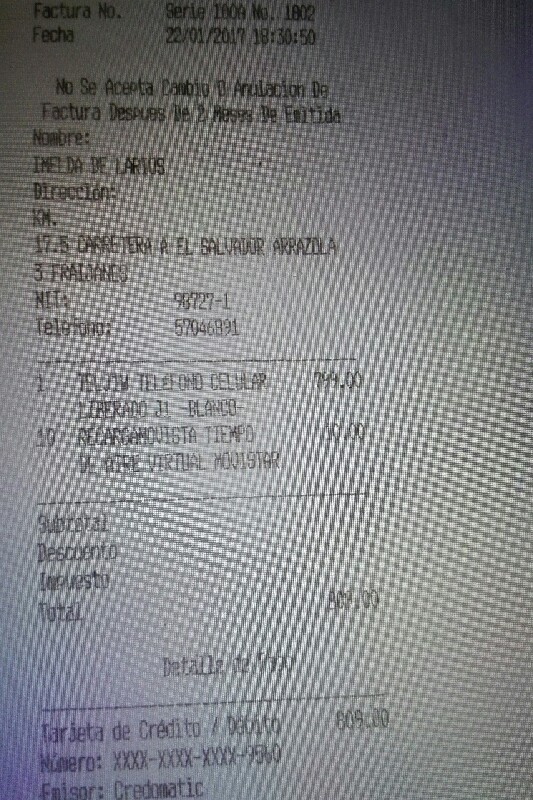 Factura No. Serie 100A No. 1802
Fecha 22/01/2017 18:30:50
No Se Acepta Cambio O Anulacion De
Factura Despues De 2 Meses De Emitida
Nombre:
IMELDA DE LARIOS
Dirección:
KM.
17.5 CARRETERA A EL SALVADOR ARRAZOLA
3 FRAIJANES
NIT: 98727-1
Teléfono: 57046891
1 TELJ1W TELEFONO CELULAR 799.00
LIBERADO J1 -BLANCO-
10 RECARGAMOVISTA TIEMPO 10.00
DE AIRE VIRTUAL MOVISTAR
Subtotal
Descuento
Impuesto
Total 809.00
Detalle de Pago
Tarjeta de Crédito / Débito 809.00
Número: XXXX-XXXX-XXXX-9560
Emisor: Credomatic